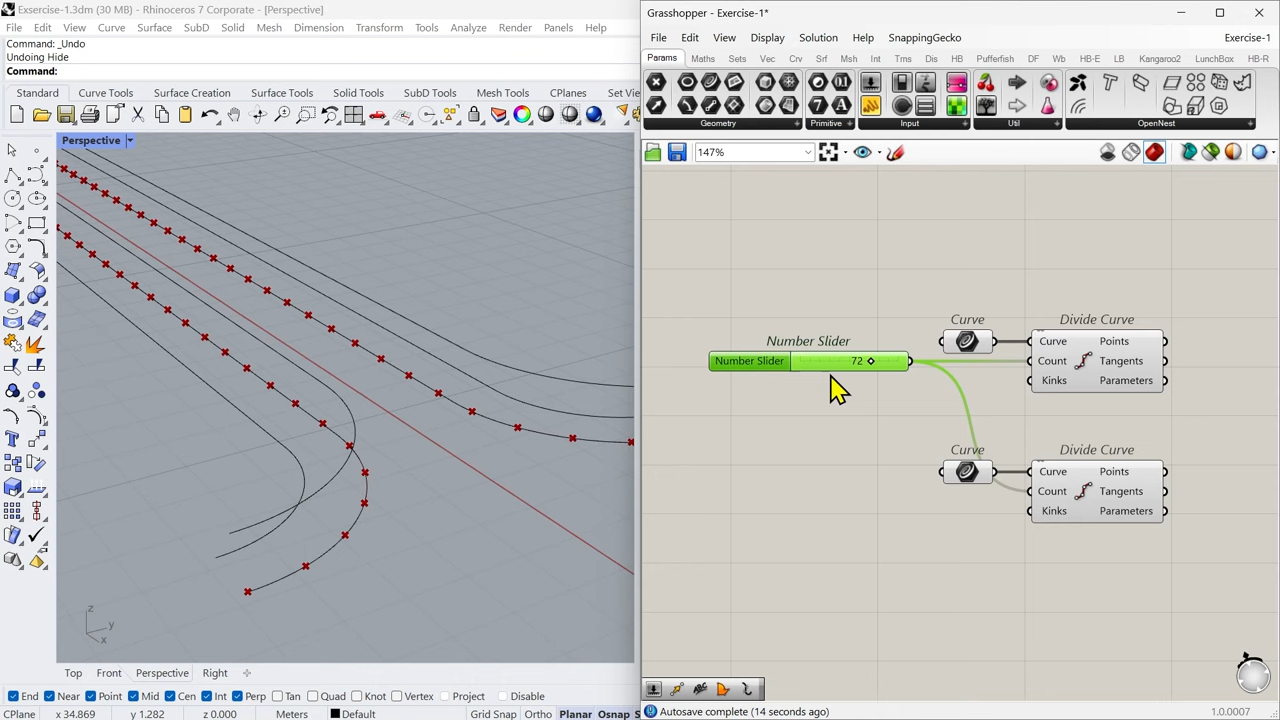 Exsercise-1.3dm (30 MB) - Rhinoceros 7 Corporate - [Perspective]
File Edit View Curve Surface SubD Solid Mesh Dimension Transform Tools Analyze Render Panels Help
Command: _Undo
Undoing Hide
Command:
Standard Curve Tools Surface Creation Surface Tools Solid Tools SubD Tools Mesh Tools CPlanes Set Vi
Perspective
z
y
x
Top Front Perspective Right
End Near Point Mid Cen Int Perp Tan Quad Knot Vertex Project Disable
CPlane x 34.869 y 1.282 z 0.000 Meters Default Grid Snap Ortho Planar Osnap S
Grasshopper - Exercise-1*
File Edit View Display Solution Help SnappingGecko Exercise-1
Params Maths Sets Vec Crv Srf Msh Int Trns Dis HB Pufferfish DF Wb HB-E LB Kangaroo2 LunchBox HB-R
Geometry Primitive Input Util OpenNest
147%
Number Slider
Number Slider 72
Curve Divide Curve
Curve Points
Count Tangents
Kinks Parameters
Curve Divide Curve
Curve Points
Count Tangents
Kinks Parameters
Autosave complete (14 seconds ago) 1.0.0007